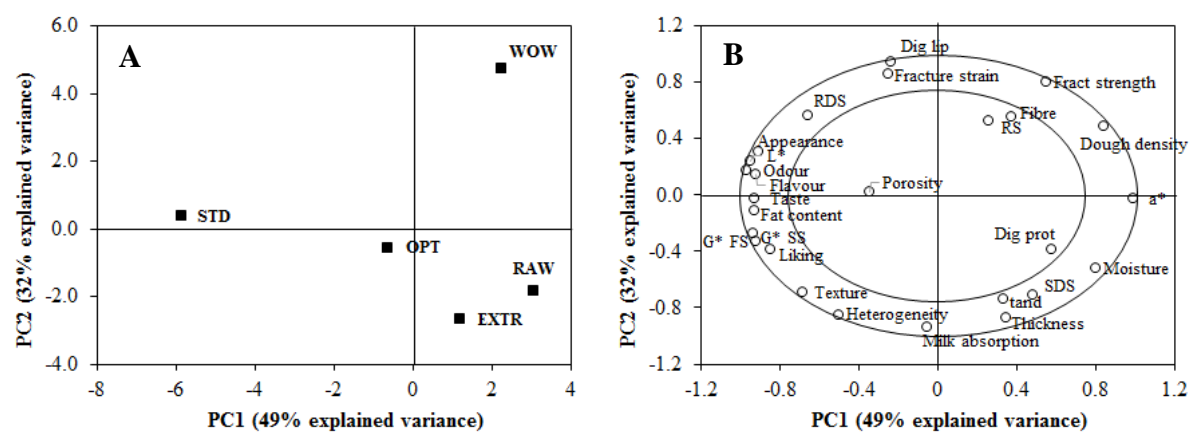 A
6.0
4.0
2.0
0.0
-2.0
-4.0
PC2 (32% explained variance)
WOW
STD
OPT
RAW
EXTR
-8
-6
-4
-2
0
2
4
PC1 (49% explained variance)
B
1.2
0.8
0.4
0.0
-0.4
-0.8
-1.2
PC2 (32% explained variance)
Dig lip
Fracture strain
Fract strength
RDS
Fibre
RS
Dough density
Appearance
L*
Odour
Flavour
Porosity
Taste
a*
Fat content
G* FS
G* SS
Liking
Dig prot
Moisture
Texture
SDS
tand
Heterogeneity
Thickness
Milk absorption
-1.2
-0.8
-0.4
0
0.4
0.8
1.2
PC1 (49% explained variance)